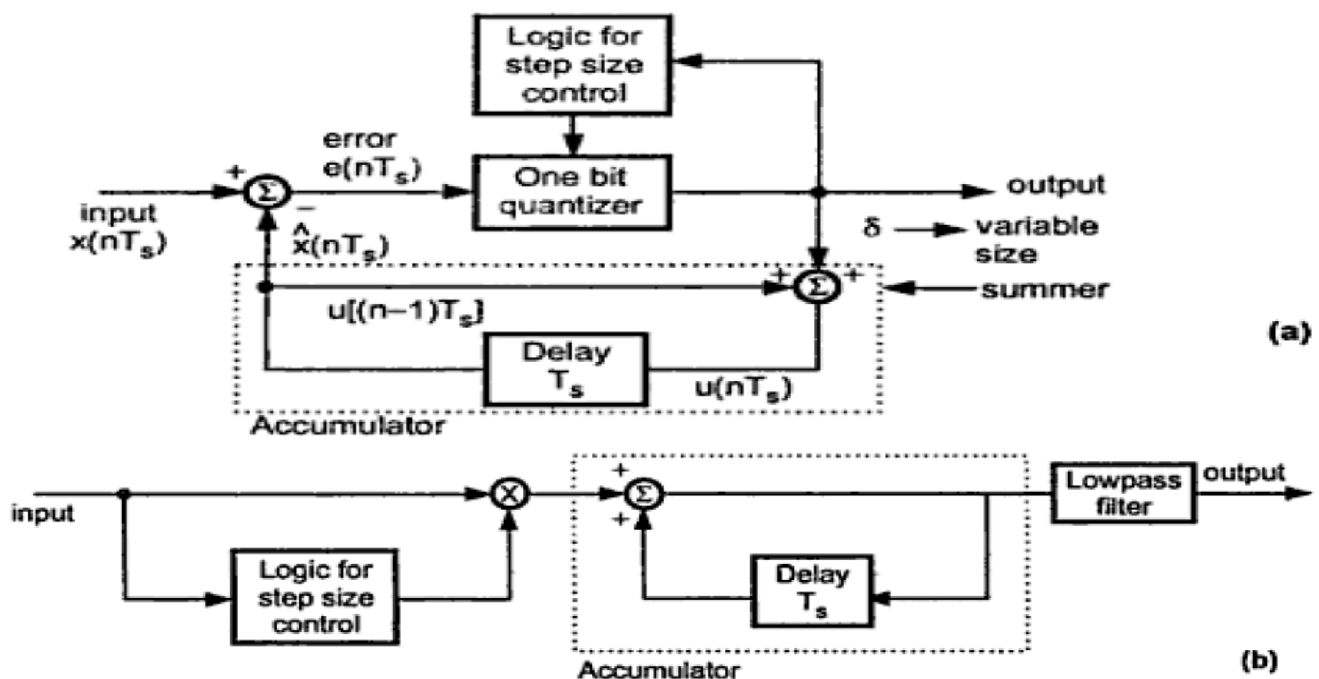 Logic for
step size
control
error
e(nTₛ)
+
Σ
One bit
quantizer
output
input
x(nTₛ)
−
x̂(nTₛ)
δ → variable
size
+
+
Σ
summer
u[(n−1)Tₛ]
(a)
Delay
Tₛ
u(nTₛ)
Accumulator
+
Σ
+
X
Lowpass
filter
output
input
Logic for
step size
control
Delay
Tₛ
Accumulator
(b)